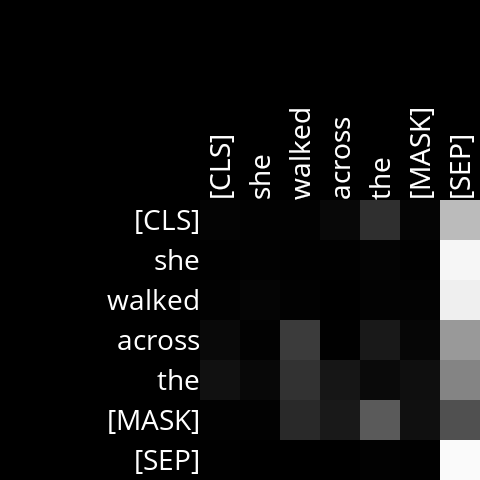 [CLS]
she
walked
across
the
[MASK]
[SEP]
[CLS]
she
walked
across
the
[MASK]
[SEP]